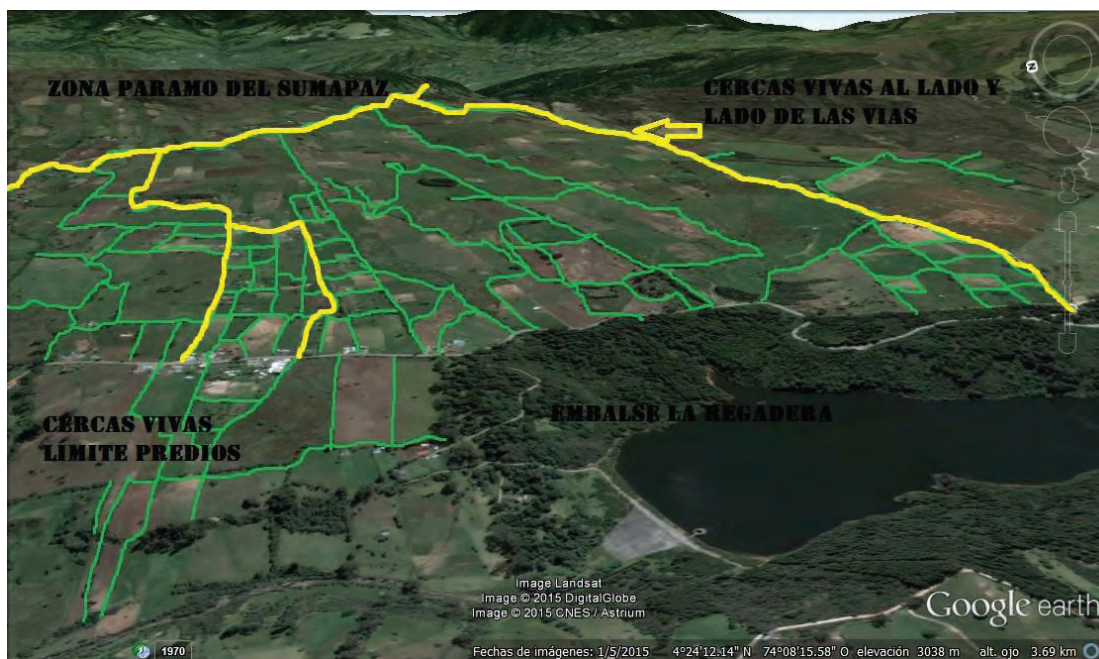 ZONA PARAMO DEL SUMAPAZ
CERCAS VIVAS AL LADO Y
LADO DE LAS VIAS
N
CERCAS VIVAS
LIMITE PREDIOS
EMBALSE LA REGADERA
Image Landsat
Image © 2015 DigitalGlobe
Image © 2015 CNES / Astrium
Google earth
1970
Fechas de imágenes: 1/5/2015 4°24'12.14" N 74°08'15.58" O elevación 3038 m alt. ojo 3.69 km